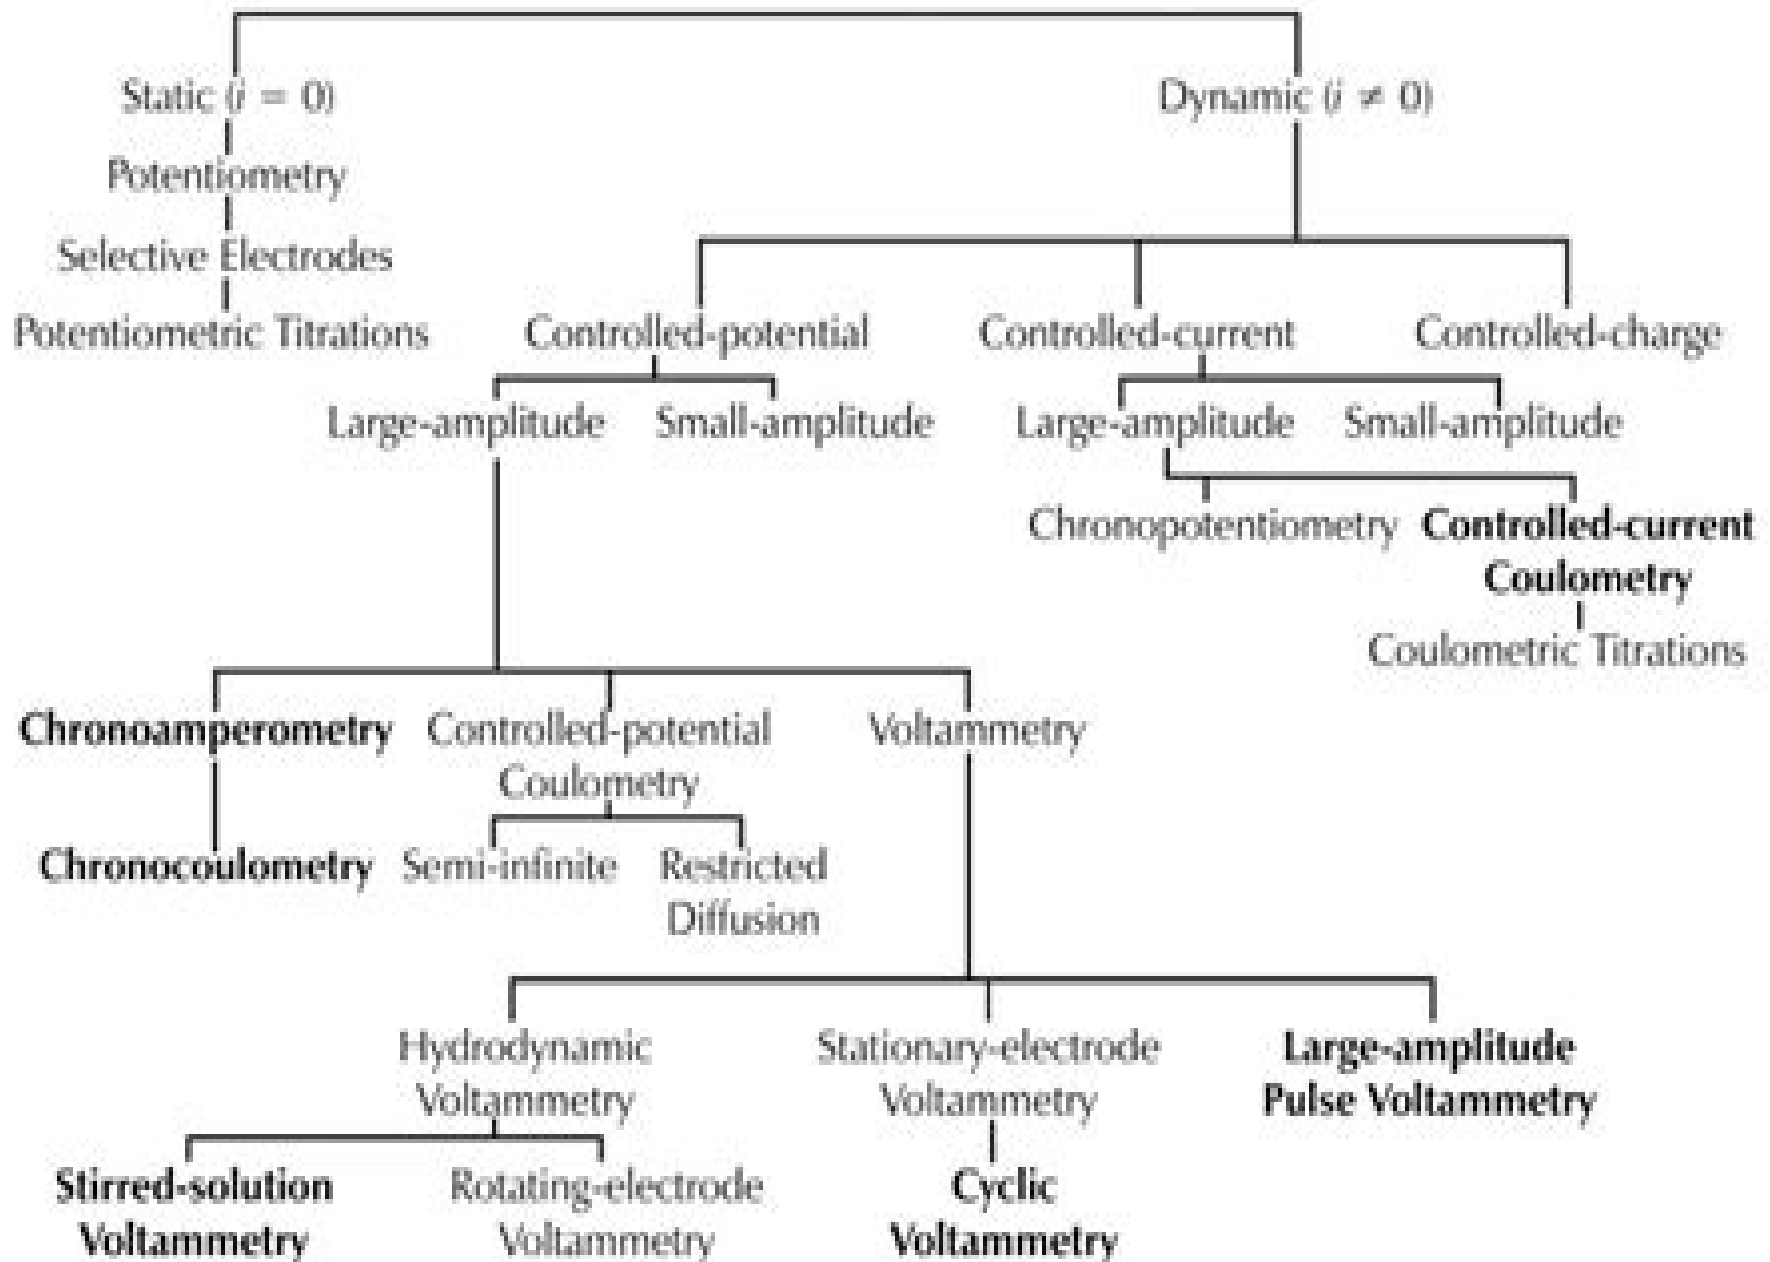 Static (i = 0)
Dynamic (i ≠ 0)
Potentiometry
Selective Electrodes
Potentiometric Titrations
Controlled-potential
Controlled-current
Controlled-charge
Large-amplitude
Small-amplitude
Large-amplitude
Small-amplitude
Chronopotentiometry
Controlled-current
Coulometry
Coulometric Titrations
Chronoamperometry
Controlled-potential
Coulometry
Voltammetry
Chronocoulometry
Semi-infinite
Restricted
Diffusion
Hydrodynamic
Voltammetry
Stationary-electrode
Voltammetry
Large-amplitude
Pulse Voltammetry
Stirred-solution
Voltammetry
Rotating-electrode
Voltammetry
Cyclic
Voltammetry